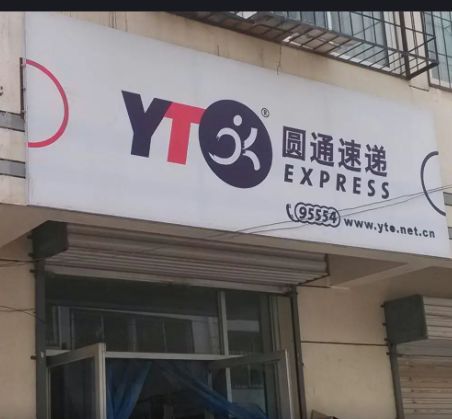 YTO® 圆通速递
EXPRESS
95554 www.yto.net.cn